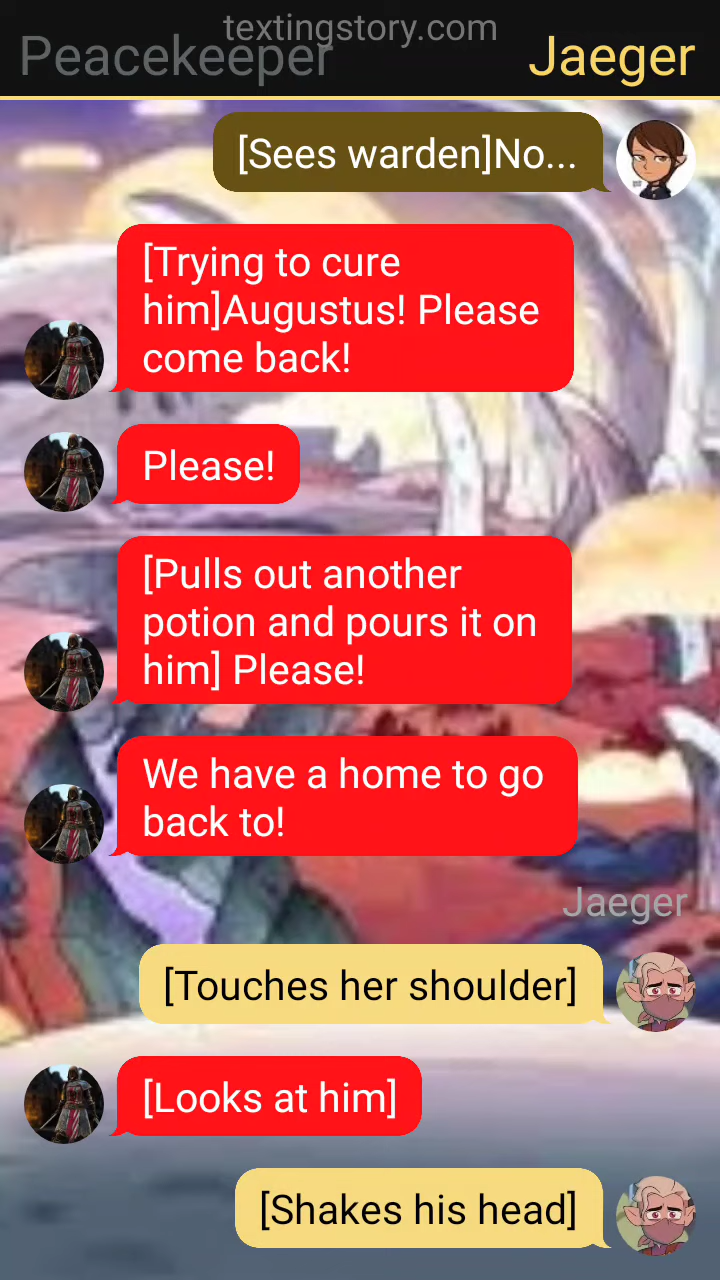 textingstory.com
Peacekeeper
Jaeger
[Sees warden]No...
[Trying to cure
him]Augustus! Please
come back!
Please!
[Pulls out another
potion and pours it on
him] Please!
We have a home to go
back to!
Jaeger
[Touches her shoulder]
[Looks at him]
[Shakes his head]